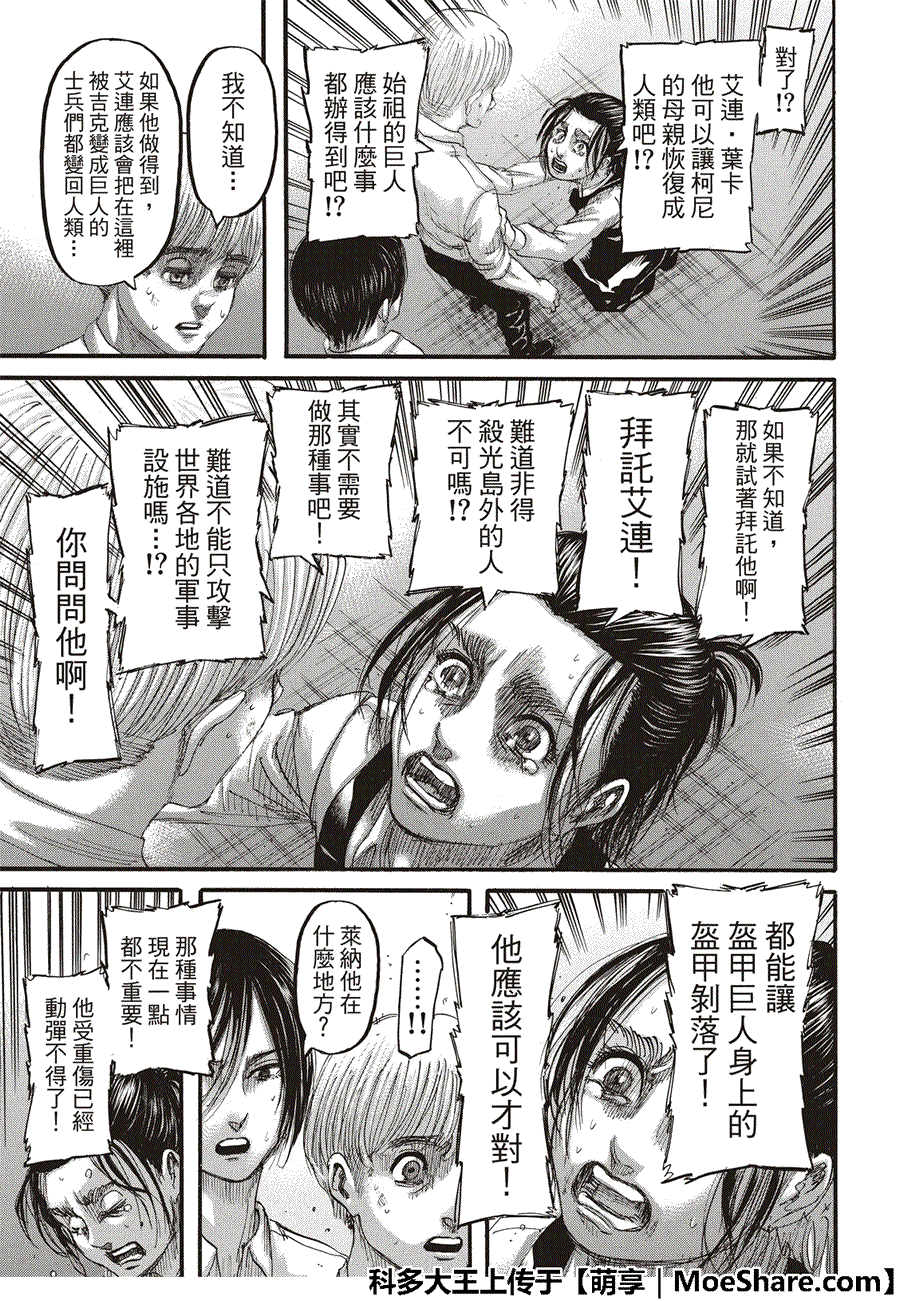 對了!?
艾連・葉卡
他可以讓柯尼
的母親恢復成
人類吧!?
始祖的巨人
應該什麼事
都辦得到吧!?
我不知道…
如果他做得到，
艾連應該會把在這裡
被吉克變成巨人的
士兵們都變回人類…
如果不知道，
那就試著拜託他啊！
拜託艾連！
難道非得
殺光島外的人
不可嗎!?
其實不需要
做那種事吧！
難道不能只攻擊
世界各地的軍事
設施嗎…!?
你問問他啊！
都能讓
盔甲巨人身上的
盔甲剝落了！
他應該可以才對！
……!!
萊納他在
什麼地方？
那種事情
現在一點
都不重要！
他受重傷已經
動彈不得了！
科多大王上传于【萌享｜MoeShare.com】